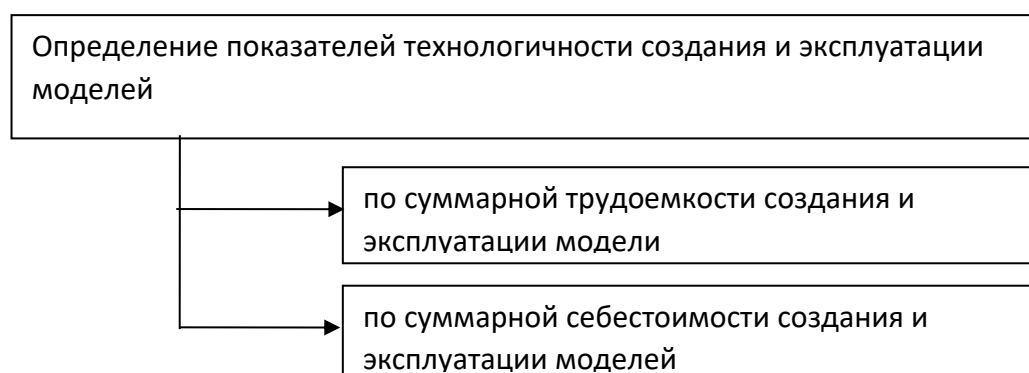 Определение показателей технологичности создания и эксплуатации
моделей
по суммарной трудоемкости создания и
эксплуатации модели
по суммарной себестоимости создания и
эксплуатации моделей